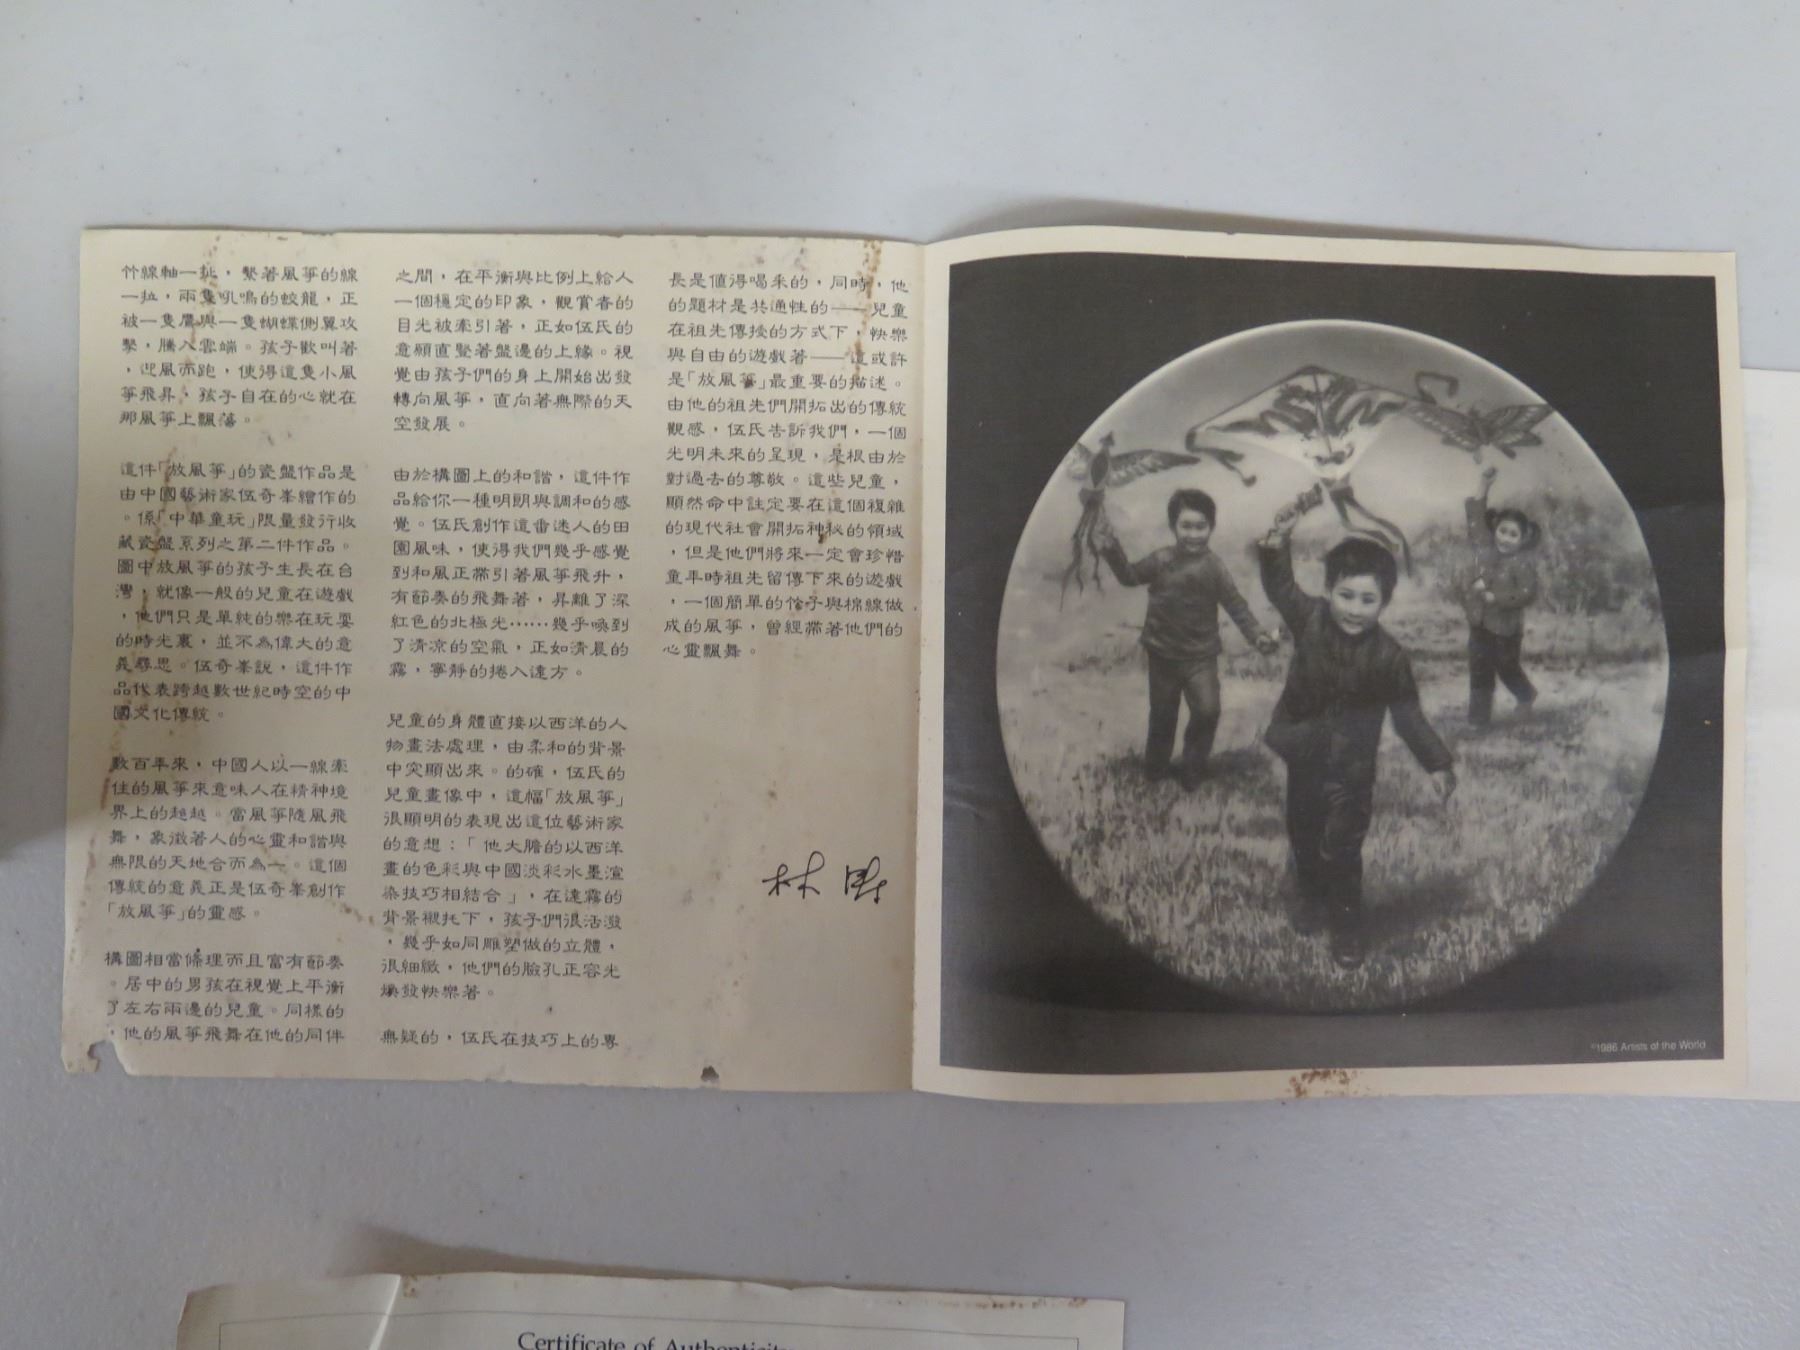 竹線軸一扯，繫著風箏的線
一拉，兩隻吼鳴的蛟龍，正
被一隻鷹與一隻蝴蝶側翼攻
擊，騰入雲端。孩子歡叫著
，迎風而跑，使得這隻小風
箏飛昇，孩子自在的心就在
那風箏上飄蕩。
這件「放風箏」的瓷盤作品是
由中國藝術家伍奇峯繪作的
。係「中華童玩」限量發行收
藏瓷盤系列之第二件作品。
圖中放風箏的孩子生長在台
灣，就像一般的兒童在遊戲
，他們只是單純的樂在玩耍
的時光裏，並不為偉大的意
義尋思。伍奇峯說，這件作
品代表跨越數世紀時空的中
國文化傳統。
數百年來，中國人以一線牽
住的風箏來意味人在精神境
界上的超越。當風箏隨風飛
舞，象徵著人的心靈和諧與
無限的天地合而為一。這個
傳統的意義正是伍奇峯創作
「放風箏」的靈感。
構圖相當條理而且富有節奏
。居中的男孩在視覺上平衡
了左右兩邊的兒童。同樣的
，他的風箏飛舞在他的同伴
之間，在平衡與比例上給人
一個穩定的印象，觀賞者的
目光被牽引著，正如伍氏的
意願直豎著盤邊的上緣。視
覺由孩子們的身上開始出發
轉向風箏，直向著無際的天
空發展。
由於構圖上的和諧，這件作
品給你一種明朗與調和的感
覺。伍氏創作這番迷人的田
園風味，使得我們幾乎感覺
到和風正帶引著風箏飛升，
有節奏的飛舞著，昇離了深
紅色的北極光……幾乎喚到
了清涼的空氣，正如清晨的
霧，寧靜的捲入遠方。
兒童的身體直接以西洋的人
物畫法處理，由柔和的背景
中突顯出來。的確，伍氏的
兒童畫像中，這幅「放風箏」
很顯明的表現出這位藝術家
的意想：「他大膽的以西洋
畫的色彩與中國淡彩水墨渲
染技巧相結合」，在遠霧的
背景襯托下，孩子們很活潑
，幾乎如同雕塑做的立體，
很細緻，他們的臉孔正容光
煥發快樂著。
無疑的，伍氏在技巧上的專
長是值得喝釆的，同時，他
的題材是共通性的——兒童
在祖先傳授的方式下，快樂
與自由的遊戲著——這或許
是「放風箏」最重要的描述。
由他的祖先們開拓出的傳統
觀感，伍氏告訴我們，一個
光明未來的呈現，是根由於
對過去的尊敬。這些兒童，
顯然命中註定要在這個複雜
的現代社會開拓神秘的領域
，但是他們將來一定會珍惜
童年時祖先留傳下來的遊戲
，一個簡單的竹子與棉線做
成的風箏，曾經帶著他們的
心靈飄舞。
©1986 Artists of the World
Certificate of Authenticity